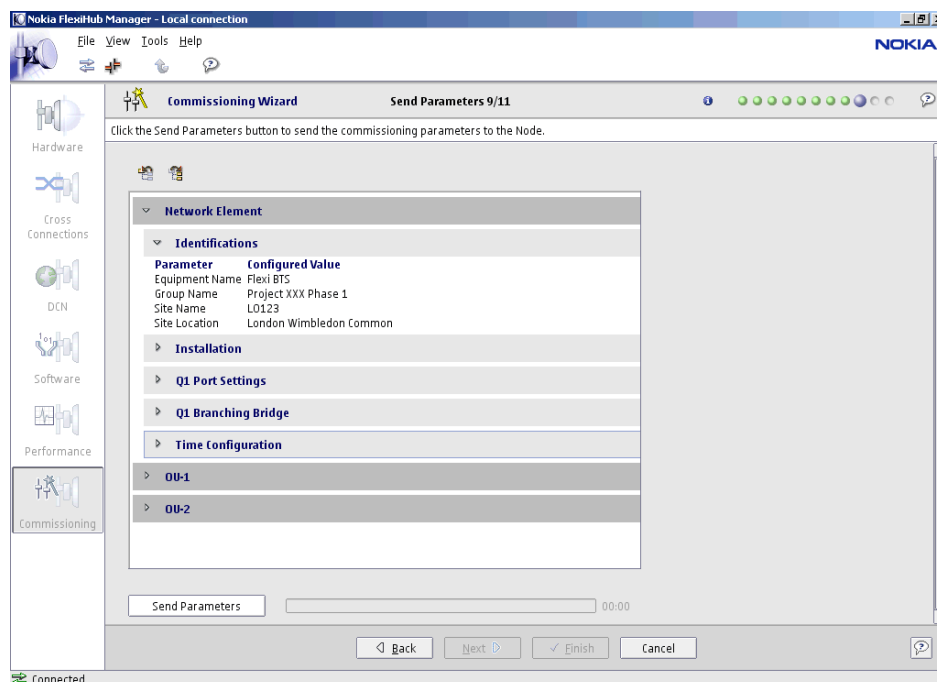 Nokia FlexiHub Manager - Local connection
File View Tools Help
NOKIA
Commissioning Wizard Send Parameters 9/11
Click the Send Parameters button to send the commissioning parameters to the Node.
Hardware
Cross Connections
DCN
Software
Performance
Commissioning
Network Element
Identifications
Parameter Configured Value
Equipment Name Flexi BTS
Group Name Project XXX Phase 1
Site Name LO123
Site Location London Wimbledon Common
Installation
Q1 Port Settings
Q1 Branching Bridge
Time Configuration
OU-1
OU-2
Send Parameters 00:00
Back Next Finish Cancel
Connected